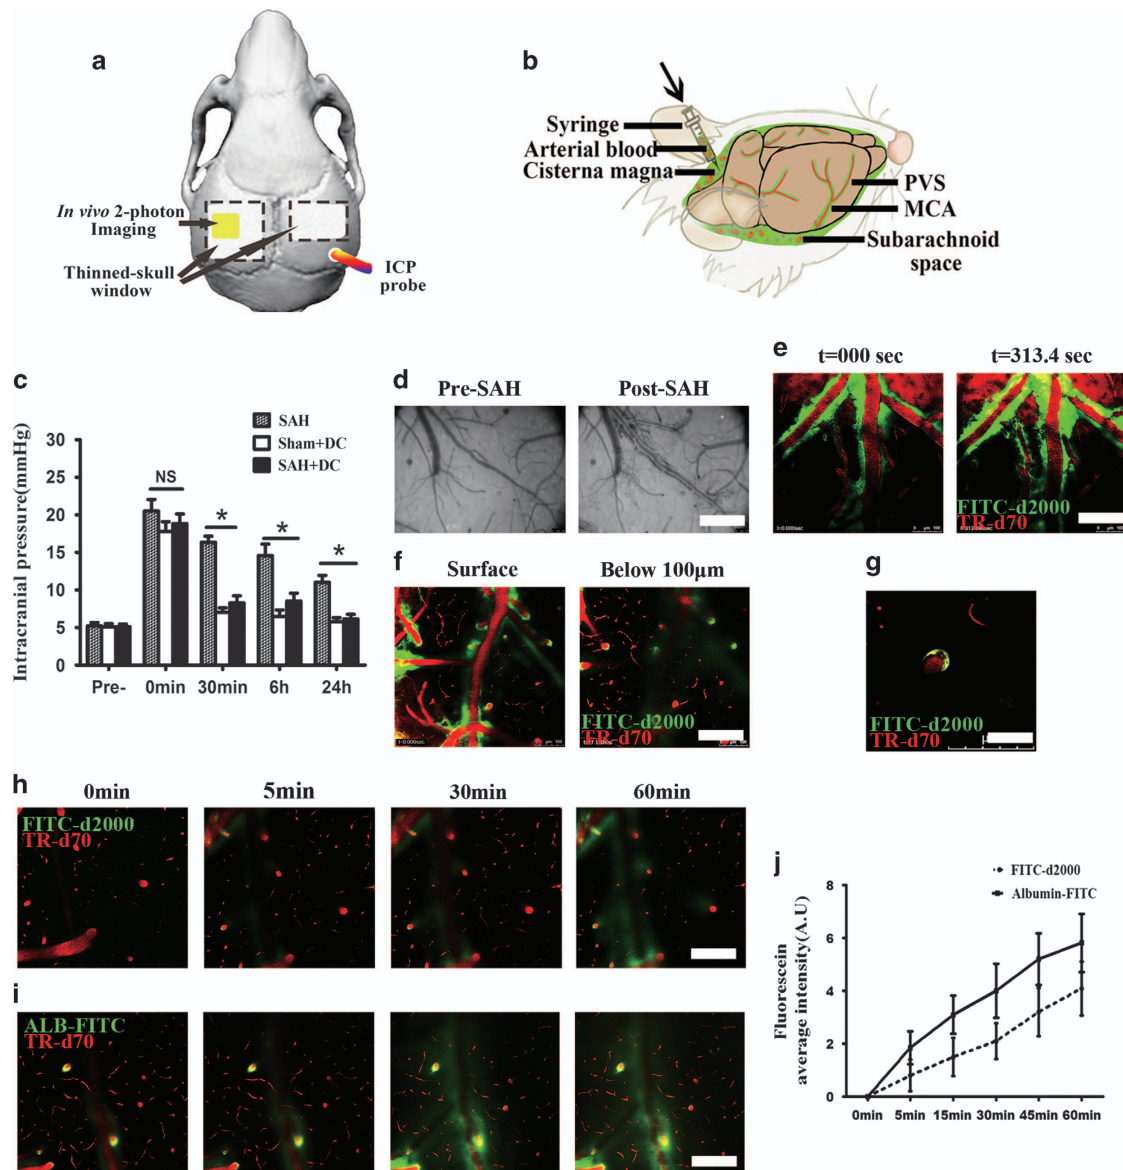 a
In vivo 2-photon
Imaging
Thinned-skull
window
ICP
probe
b
Syringe
Arterial blood
Cisterna magna
PVS
MCA
Subarachnoid
space
c
Intracranial pressure(mmHg)
30
25
20
15
10
5
0
SAH
Sham+DC
SAH+DC
NS
*
*
*
Pre-
0min
30min
6h
24h
d
Pre-SAH
Post-SAH
e
t=000 sec
t=313.4 sec
t=0.000sec
FITC-d2000
TR-d70
f
Surface
Below 100μm
t=0.000sec
FITC-d2000
TR-d70
g
FITC-d2000
TR-d70
h
0min
5min
30min
60min
FITC-d2000
TR-d70
i
ALB-FITC
TR-d70
j
FITC-d2000
Albumin-FITC
Fluorescein
average intensity(A.U)
8
6
4
2
0
0min
5min
15min
30min
45min
60min